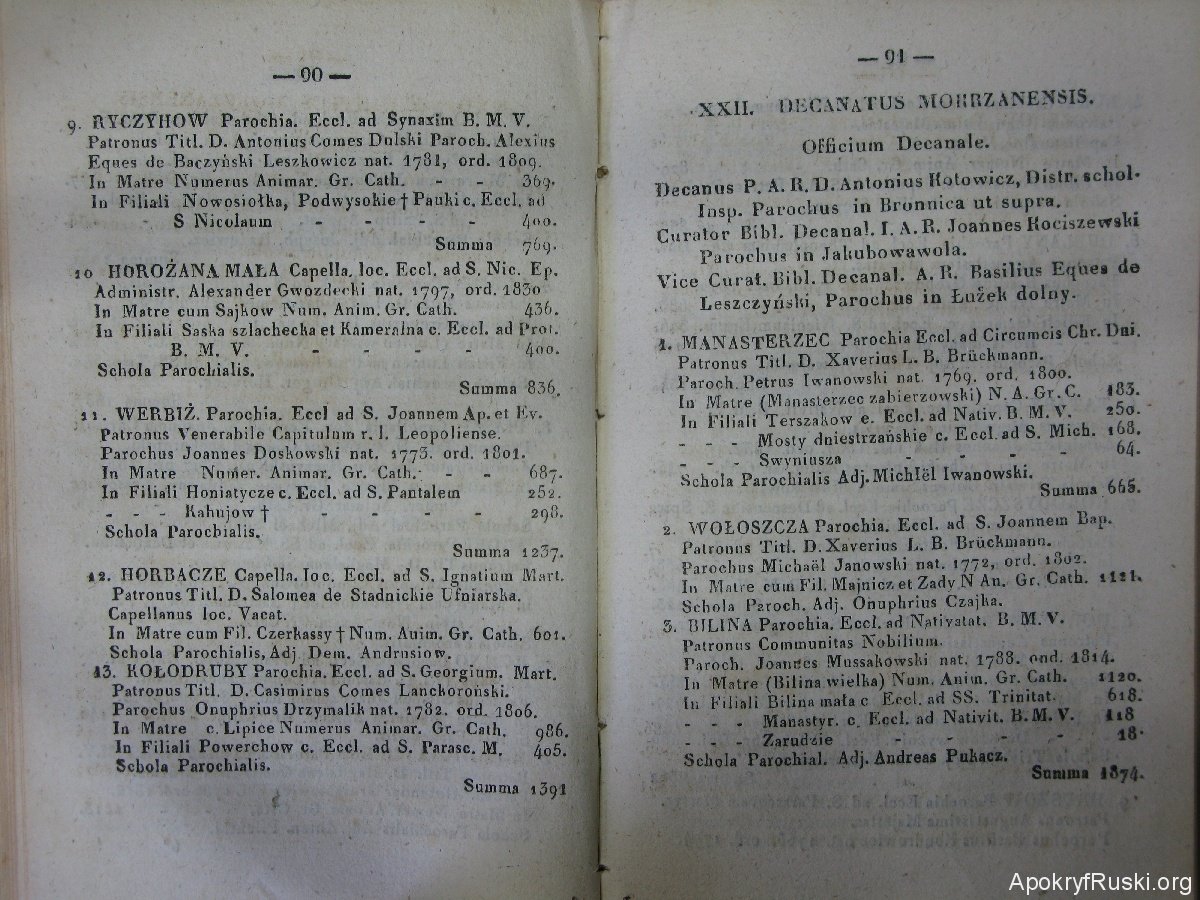 — 90 —
9. RYCZYHOW Parochia. Eccl. ad Synaxim B. M. V.
Patronus Titl. D. Antonius Comes Dulski Paroch. Alexius
Eques de Baczyński Leszkowicz nat. 1781, ord. 1809.
In Matre Numerus Animar. Gr. Cath. - - 369.
In Filiali Nowosiołka, Podwysokie † Pauki c. Eccl. ad
- S Nicolaum - - - - 400.
Summa 769.
10 HOROŻANA MAŁA Capella. loc. Eccl. ad S. Nic. Ep.
Administr. Alexander Gwozdecki nat. 1797, ord. 1830
In Matre cum Sajkow Num. Anim. Gr. Cath. 436.
In Filiali Saska szlachecka et Kameralna c. Eccl. ad Prot.
B. M. V. - - - - 400.
Schola Parochialis.
Summa 836.
11. WERBIŻ. Parochia. Eccl ad S. Joannem Ap. et Ev.
Patronus Venerabile Capitulum r. l. Leopoliense.
Parochus Joannes Doskowski nat. 1773. ord. 1801.
In Matre Numer. Animar. Gr. Cath. - - 687.
In Filiali Honiatycze c. Eccl. ad S. Pantalem 252.
- - - Kahujow † - - - - 298.
Schola Parochialis.
Summa 1237.
12. HORBACZE Capella. loc. Eccl. ad S. Ignatium Mart.
Patronus Titl. D. Salomea de Stadnickie Ufniarska.
Capellanus loc. Vacat.
In Matre cum Fil. Czerkassy † Num. Anim. Gr. Cath. 601.
Schola Parochialis, Adj. Dem. Andrusiow.
13. KOŁODRUBY Parochia. Eccl. ad S. Georgium. Mart.
Patronus Titl. D. Casimirus Comes Lanckoroński.
Parochus Onuphrius Drzymalik nat. 1782. ord. 1806.
In Matre c. Lipice Numerus Animar. Gr. Cath. 986.
In Filiali Powerchow c. Eccl. ad S. Parasc. M. 405.
Schola Parochialis.
Summa 1391
— 91 —
XXII. DECANATUS MOHRZANENSIS.
Officium Decanale.
Decanus P. A. R. D. Antonius Kotowicz, Distr. schol-
Insp. Parochus in Bronnica ut supra.
Curator Bibl. Decanal. I. A. R. Joannes Kociszewski
Parochus in Jakubowawola.
Vice Curat. Bibl. Decanal. A. R. Basilius Eques de
Leszczyński, Parochus in Łużek dolny.
1. MANASTERZEC Parochia Eccl. ad Circumcis Chr. Dni.
Patronus Titl. D. Xaverius L. B. Brückmann.
Paroch. Petrus Iwanowski nat. 1769. ord. 1800.
In Matre (Manasterzec zabierzowski) N. A. Gr. C. 183.
In Filiali Terszakow e. Eccl. ad Nativ. B. M. V. 250.
- - - Mosty dniestrzańskie c. Eccl. ad S. Mich. 168.
- - - Swyniusza - - - - 64.
Schola Parochialis Adj. Michlël Iwanowski.
Summa 665.
2. WOŁOSZCZA Parochia. Eccl. ad S. Joannem Bap.
Patronus Titl. D. Xaverius L. B. Brückmann.
Parochus Michaël Janowski nat. 1772, ord. 1802.
In Matre cum Fil. Majnicz et Zady N An. Gr. Cath. 1121.
Schola Paroch. Adj. Onuphrius Czajka.
3. BILINA Parochia. Eccl. ad Nativatat. B. M. V.
Patronus Communitas Nobilium.
Paroch. Joannes Mussakowski nat. 1788. ond. 1814.
In Matre (Bilina wielka) Num. Anim. Gr. Cath. 1120.
In Filiali Bilina mała c Eccl. ad SS. Trinitat. 618.
- - - Manastyr. c. Eccl. ad Nativit. B. M. V. 118
- - - Zarudzie - - - - 18.
Schola Parochial. Adj. Andreas Pukacz.
Summa 1874.
ApokryfRuski.org